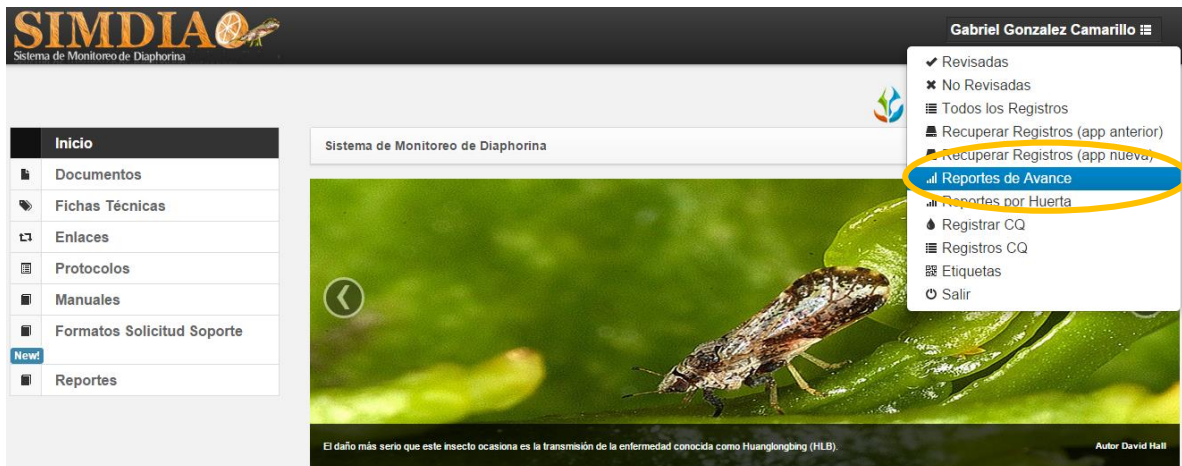 SIMDIA
Sistema de Monitoreo de Diaphorina
Gabriel Gonzalez Camarillo
Revisadas
No Revisadas
Todos los Registros
Recuperar Registros (app anterior)
Recuperar Registros (app nueva)
Reportes de Avance
Reportes por Huerta
Registrar CQ
Registros CQ
Etiquetas
Salir
Inicio
Documentos
Fichas Técnicas
Enlaces
Protocolos
Manuales
Formatos Solicitud Soporte
New!
Reportes
Sistema de Monitoreo de Diaphorina
El daño más serio que este insecto ocasiona es la transmisión de la enfermedad conocida como Huanglongbing (HLB).
Autor David Hall